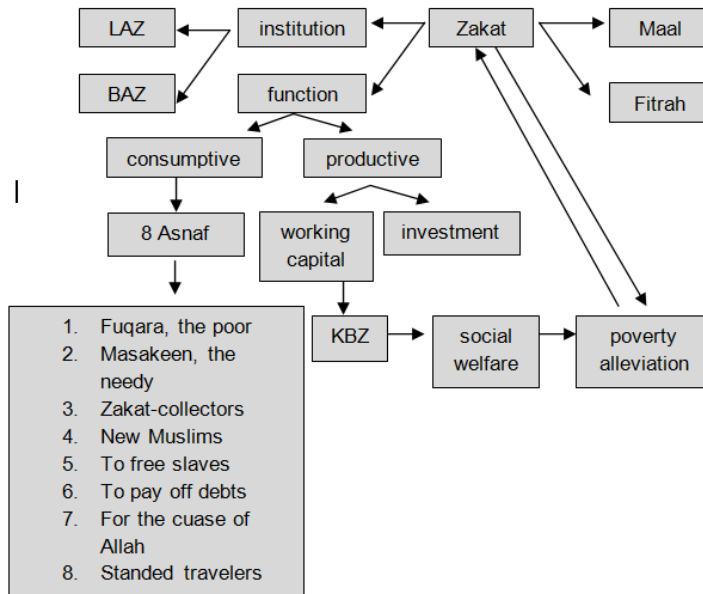 LAZ
institution
Zakat
Maal
BAZ
function
Fitrah
consumptive
productive
8 Asnaf
working
capital
investment
1. Fuqara, the poor
2. Masakeen, the
needy
3. Zakat-collectors
4. New Muslims
5. To free slaves
6. To pay off debts
7. For the cuase of
Allah
8. Standed travelers
KBZ
social
welfare
poverty
alleviation